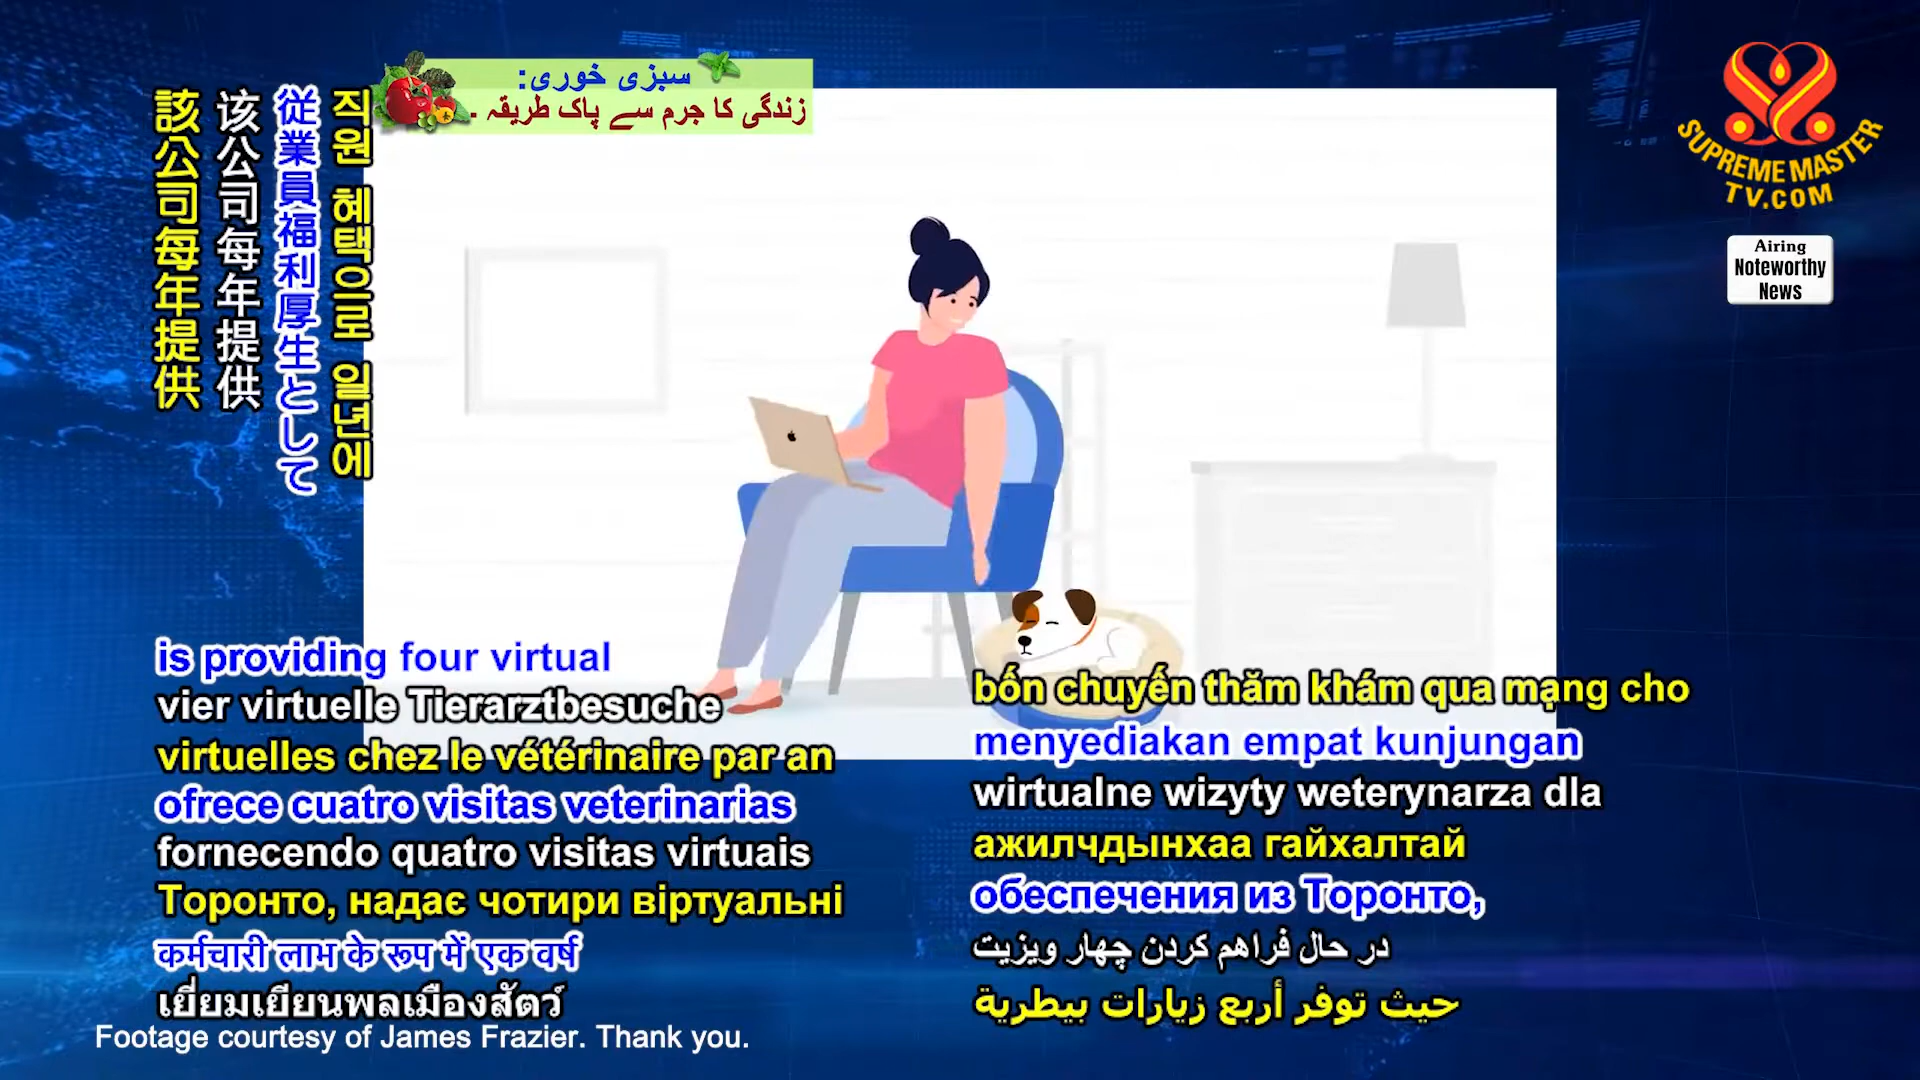 سبزی خوری:
زندگی کا جرم سے پاک طریقہ .
SUPREME MASTER
TV.COM
Airing
Noteworthy
News
직원 혜택으로 일년에
従業員福利厚生として
该公司每年提供
該公司每年提供
is providing four virtual
vier virtuelle Tierarztbesuche
virtuelles chez le vétérinaire par an
ofrece cuatro visitas veterinarias
fornecendo quatro visitas virtuais
Торонто, надає чотири віртуальні
कर्मचारी लाभ के रूप में एक वर्ष
เยี่ยมเยียนพลเมืองสัตว์
bốn chuyến thăm khám qua mạng cho
menyediakan empat kunjungan
wirtualne wizyty weterynarza dla
ажилчдынхаа гайхалтай
обеспечения из Торонто,
در حال فراهم کردن چهار ویزیت
حيث توفر أربع زيارات بيطرية
Footage courtesy of James Frazier. Thank you.